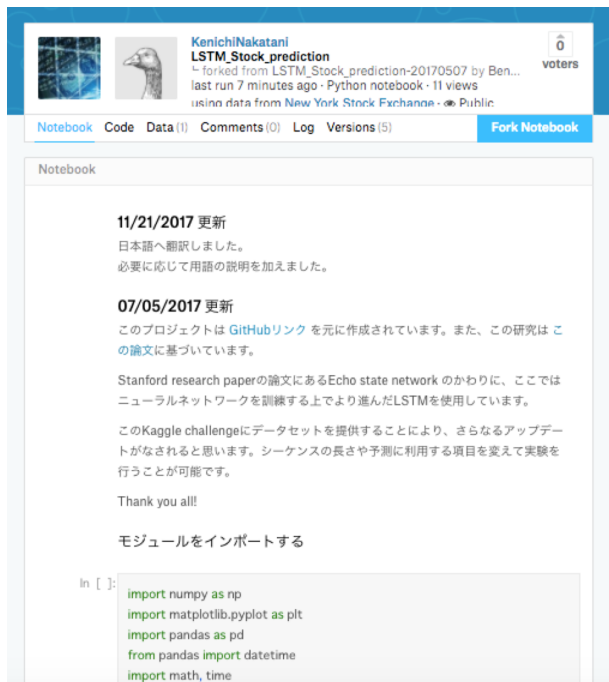 KenichiNakatani
LSTM_Stock_prediction
└ forked from LSTM_Stock_prediction-20170507 by Ben...
last run 7 minutes ago · Python notebook · 11 views
using data from New York Stock Exchange · Public
0
voters
Notebook Code Data (1) Comments (0) Log Versions (5) Fork Notebook
Notebook
11/21/2017 更新
日本語へ翻訳しました。
必要に応じて用語の説明を加えました。
07/05/2017 更新
このプロジェクトは GitHubリンク を元に作成されています。また、この研究は こ
の論文に基づいています。
Stanford research paperの論文にあるEcho state network のかわりに、ここでは
ニューラルネットワークを訓練する上でより進んだLSTMを使用しています。
このKaggle challengeにデータセットを提供することにより、さらなるアップデー
トがなされると思います。シーケンスの長さや予測に利用する項目を変えて実験を
行うことが可能です。
Thank you all!
モジュールをインポートする
In [ ]:
import numpy as np
import matplotlib.pyplot as plt
import pandas as pd
from pandas import datetime
import math, time